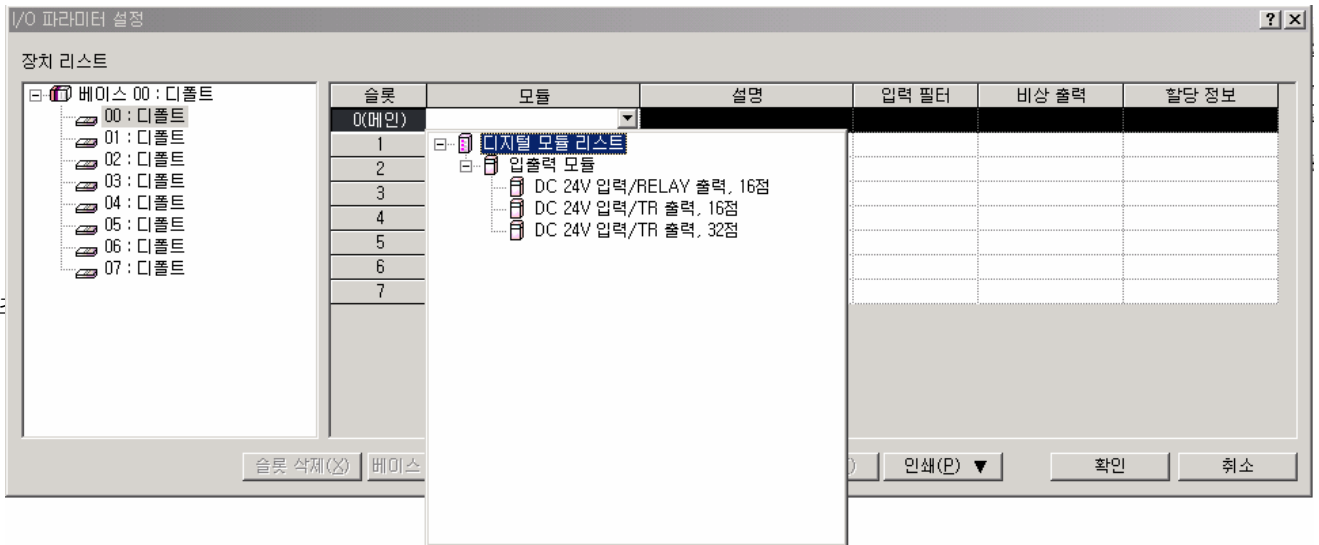 I/O 파라미터 설정
장치 리스트
베이스 00 : 디폴트
00 : 디폴트
01 : 디폴트
02 : 디폴트
03 : 디폴트
04 : 디폴트
05 : 디폴트
06 : 디폴트
07 : 디폴트
슬롯 모듈 설명 입력 필터 비상 출력 할당 정보
0(메인)
1
2
3
4
5
6
7
디지털 모듈 리스트
입출력 모듈
DC 24V 입력/RELAY 출력, 16점
DC 24V 입력/TR 출력, 16점
DC 24V 입력/TR 출력, 32점
슬롯 삭제(X) 베이스 인쇄(P) ▼ 확인 취소